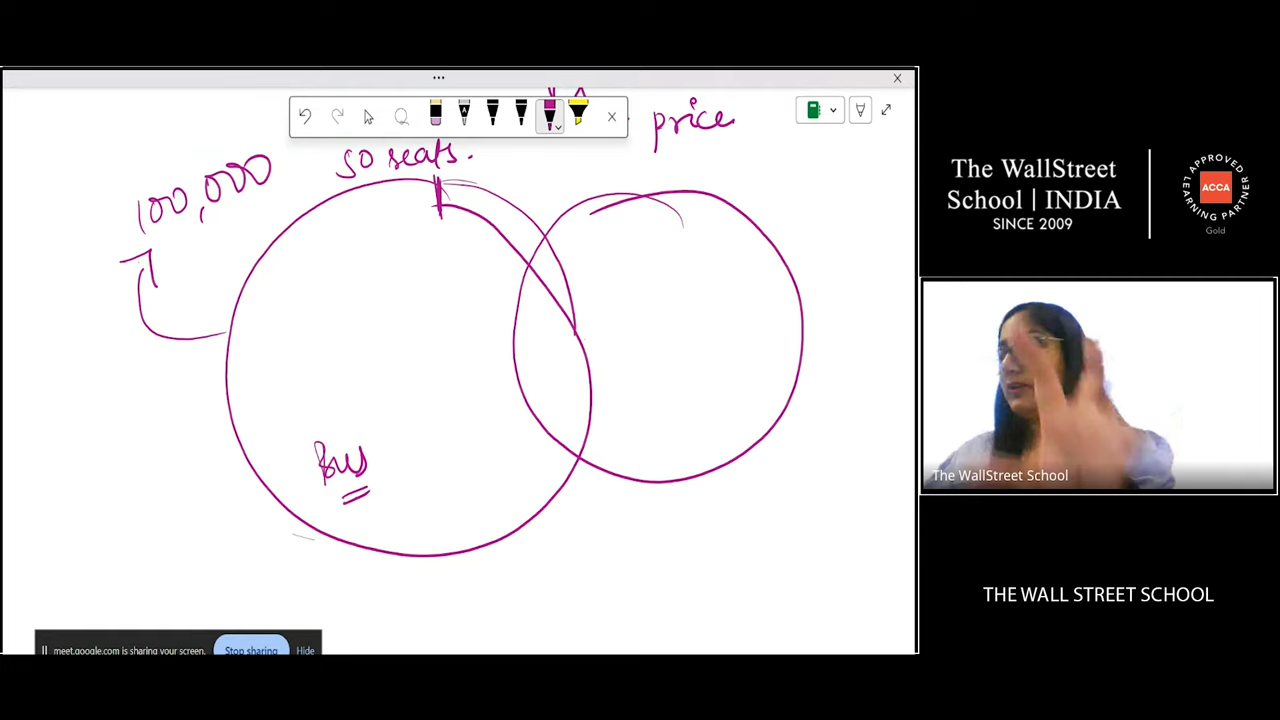 price
50 seats.
100,000
Bus
meet.google.com is sharing your screen.
Stop sharing
Hide
The WallStreet
School | INDIA
SINCE 2009
APPROVED
LEARNING PARTNER
ACCA
Gold
The WallStreet School
THE WALL STREET SCHOOL